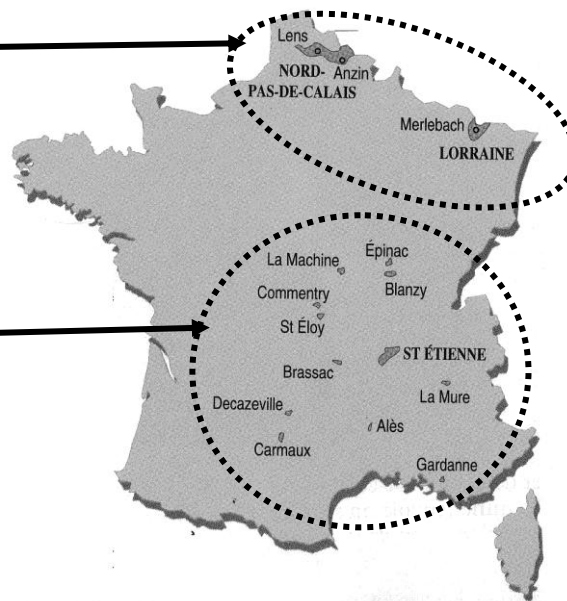 Lens
NORD-
Anzin
PAS-DE-CALAIS
Merlebach
LORRAINE
Épinac
La Machine
Blanzy
Commentry
St Éloy
ST ÉTIENNE
Brassac
La Mure
Decazeville
Alès
Carmaux
Gardanne